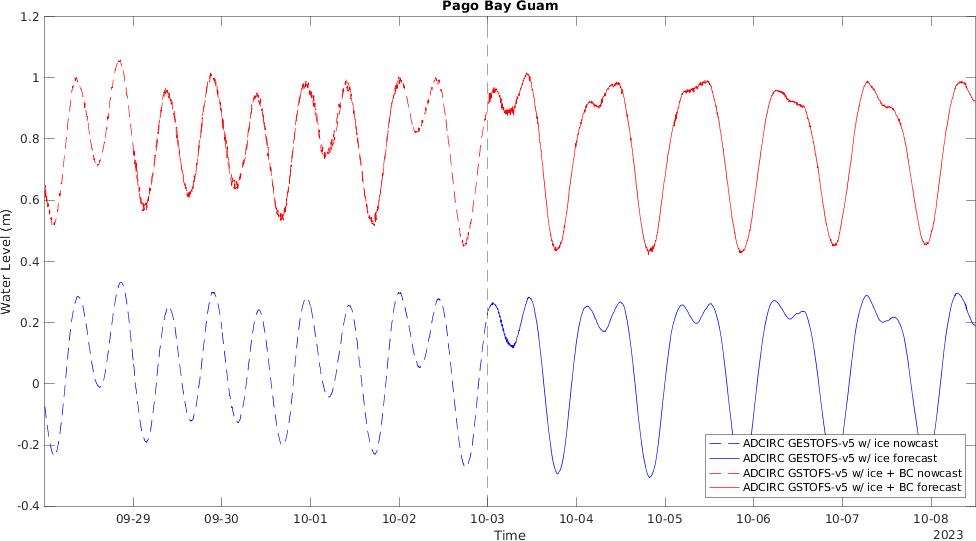 Pago Bay Guam
1.2
1
0.8
0.6
0.4
0.2
0
-0.2
-0.4
Water Level (m)
ADCIRC GESTOFS-v5 w/ ice nowcast
ADCIRC GESTOFS-v5 w/ ice forecast
ADCIRC GSTOFS-v5 w/ ice + BC nowcast
ADCIRC GSTOFS-v5 w/ ice + BC forecast
09-29 09-30 10-01 10-02 10-03 10-04 10-05 10-06 10-07 10-08
Time
2023